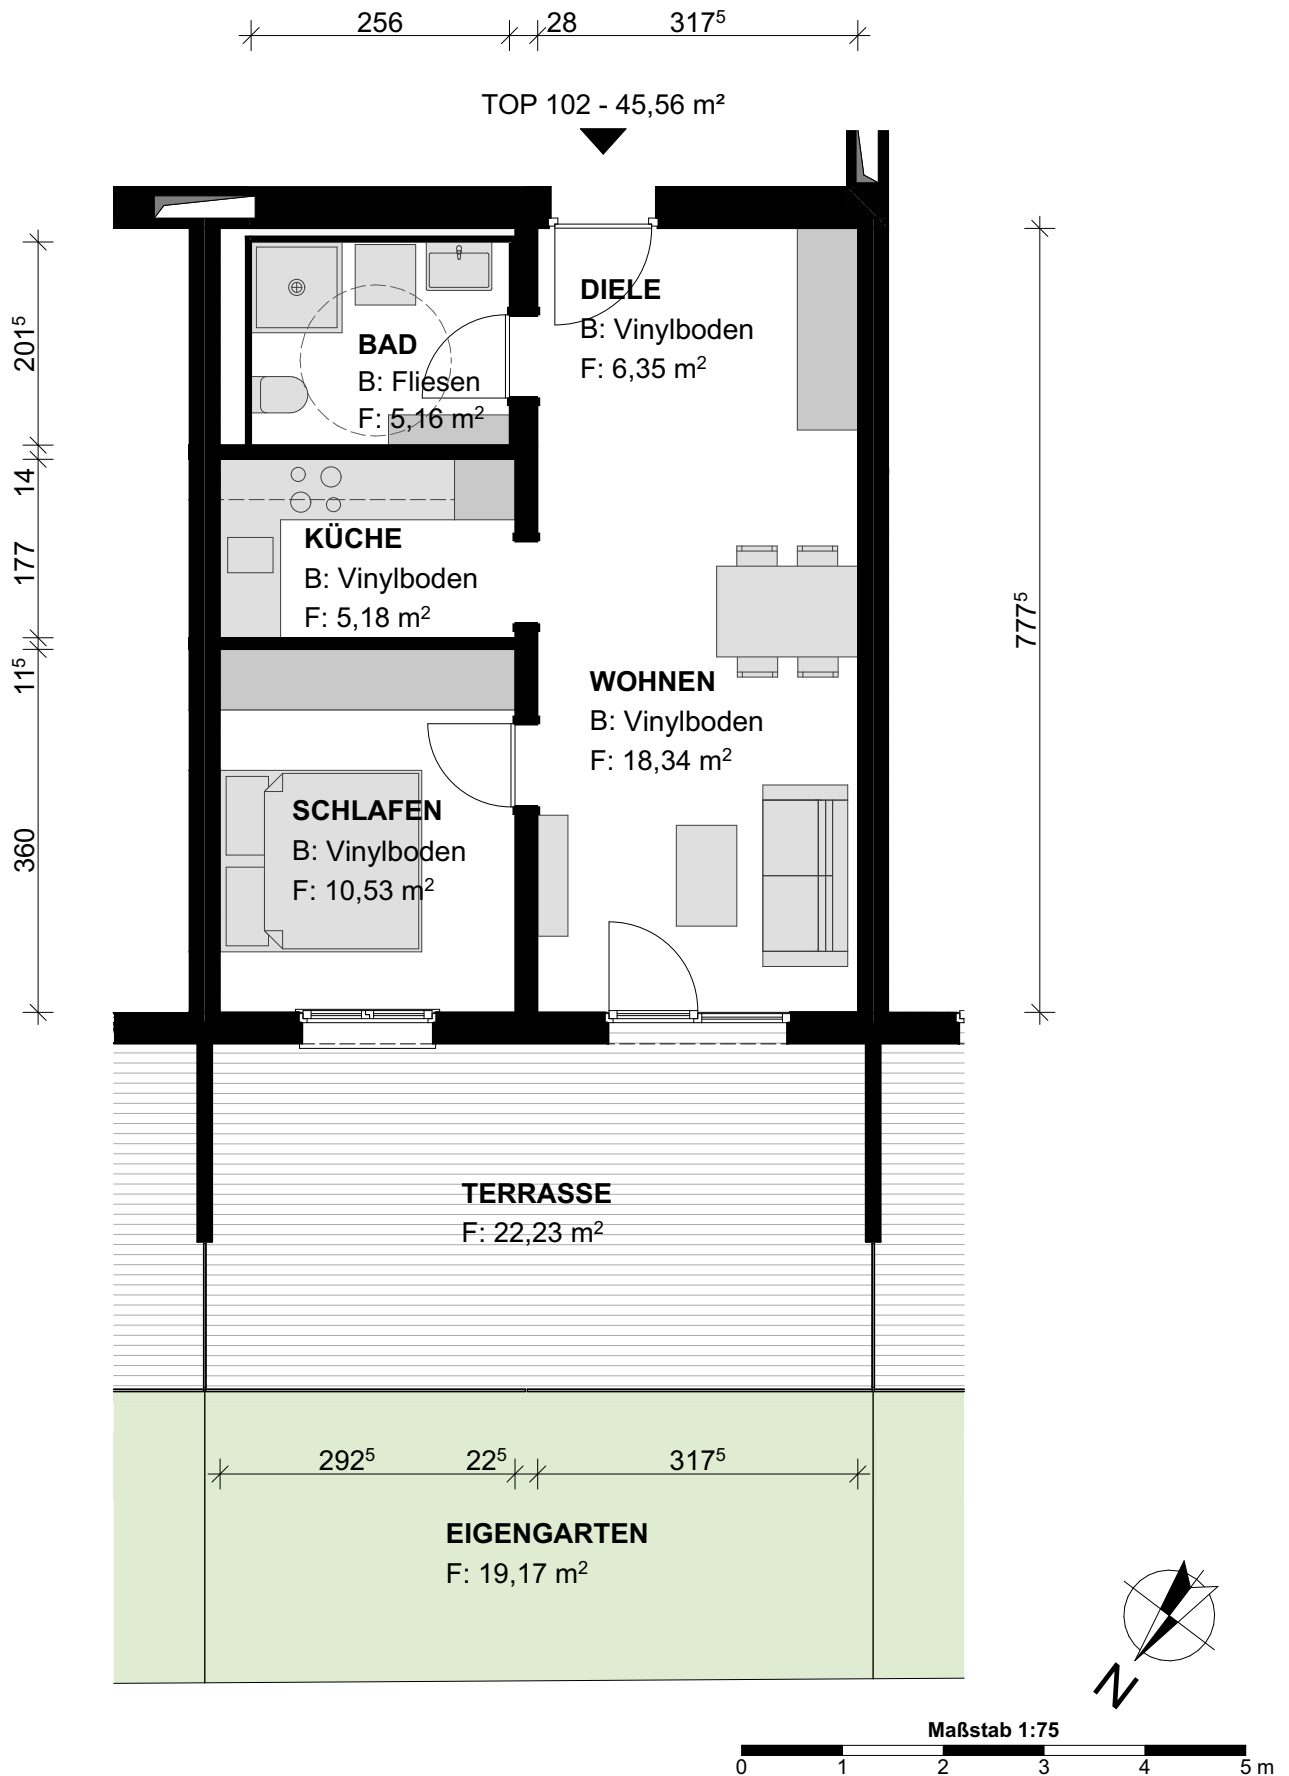 256 28 317⁵
TOP 102 - 45,56 m²
DIELE
B: Vinylboden
F: 6,35 m²
BAD
B: Fliesen
F: 5,16 m²
201⁵
14
177
11⁵
360
777⁵
KÜCHE
B: Vinylboden
F: 5,18 m²
WOHNEN
B: Vinylboden
F: 18,34 m²
SCHLAFEN
B: Vinylboden
F: 10,53 m²
TERRASSE
F: 22,23 m²
292⁵ 22⁵ 317⁵
EIGENGARTEN
F: 19,17 m²
N
Maßstab 1:75
0 1 2 3 4 5 m